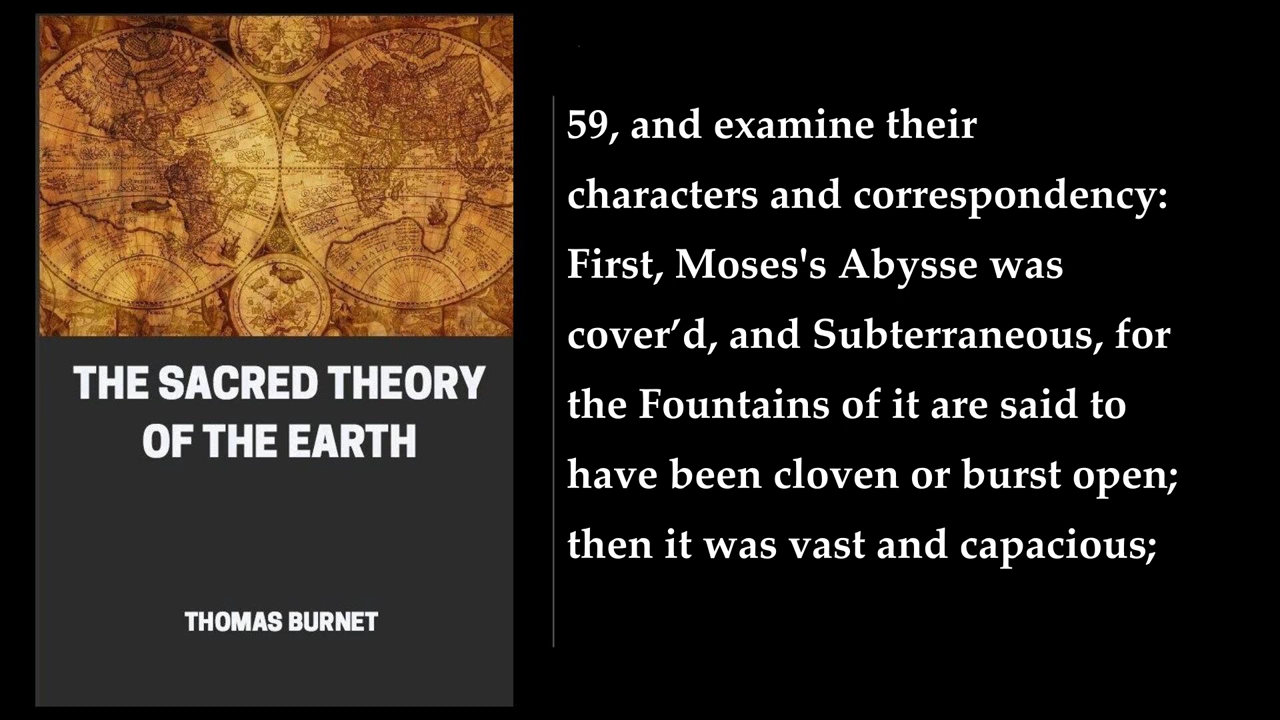 THE SACRED THEORY
OF THE EARTH
THOMAS BURNET
59, and examine their
characters and correspondency:
First, Moses's Abysse was
cover’d, and Subterraneous, for
the Fountains of it are said to
have been cloven or burst open;
then it was vast and capacious;